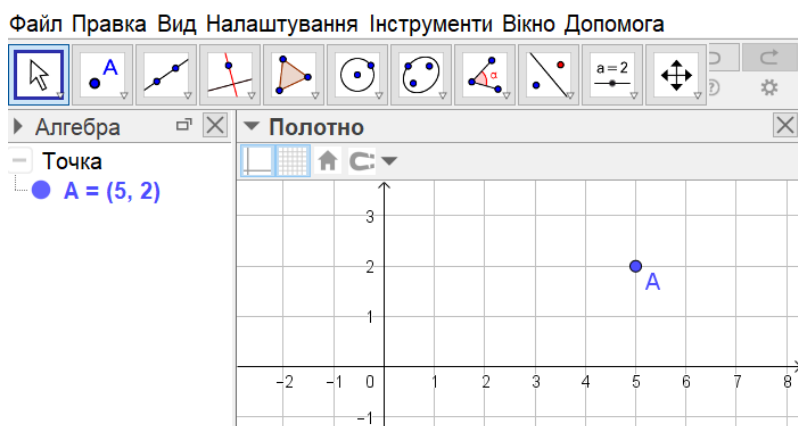 Файл Правка Вид Налаштування Інструменти Вікно Допомога
A
α
a=2
Алгебра
Полотно
Точка
A = (5, 2)
3
2
A
1
-2 -1 0 1 2 3 4 5 6 7 8
-1